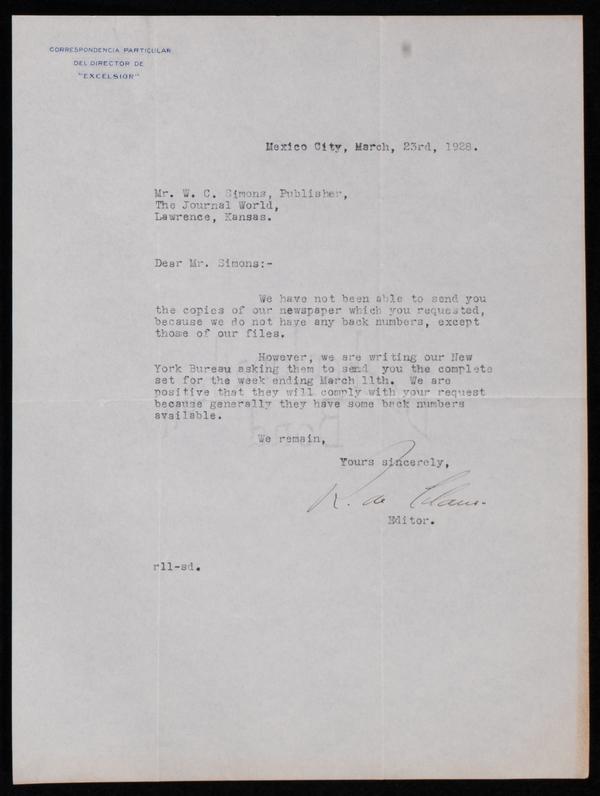 CORRESPONDENCIA PARTICULAR
DEL DIRECTOR DE
"EXCELSIOR"
Mexico City, March, 23rd, 1928.
Mr. W. C. Simons, Publisher,
The Journal World,
Lawrence, Kansas.
Dear Mr. Simons:-
We have not been able to send you
the copies of our newspaper which you requested,
because we do not have any back numbers, except
those of our files.
However, we are writing our New
York Bureau asking them to send you the complete
set for the week ending March 11th. We are
positive that they will comply with your request
because generally they have some back numbers
available.
We remain,
Yours sincerely,
R. de
Editor.
rll-sd.